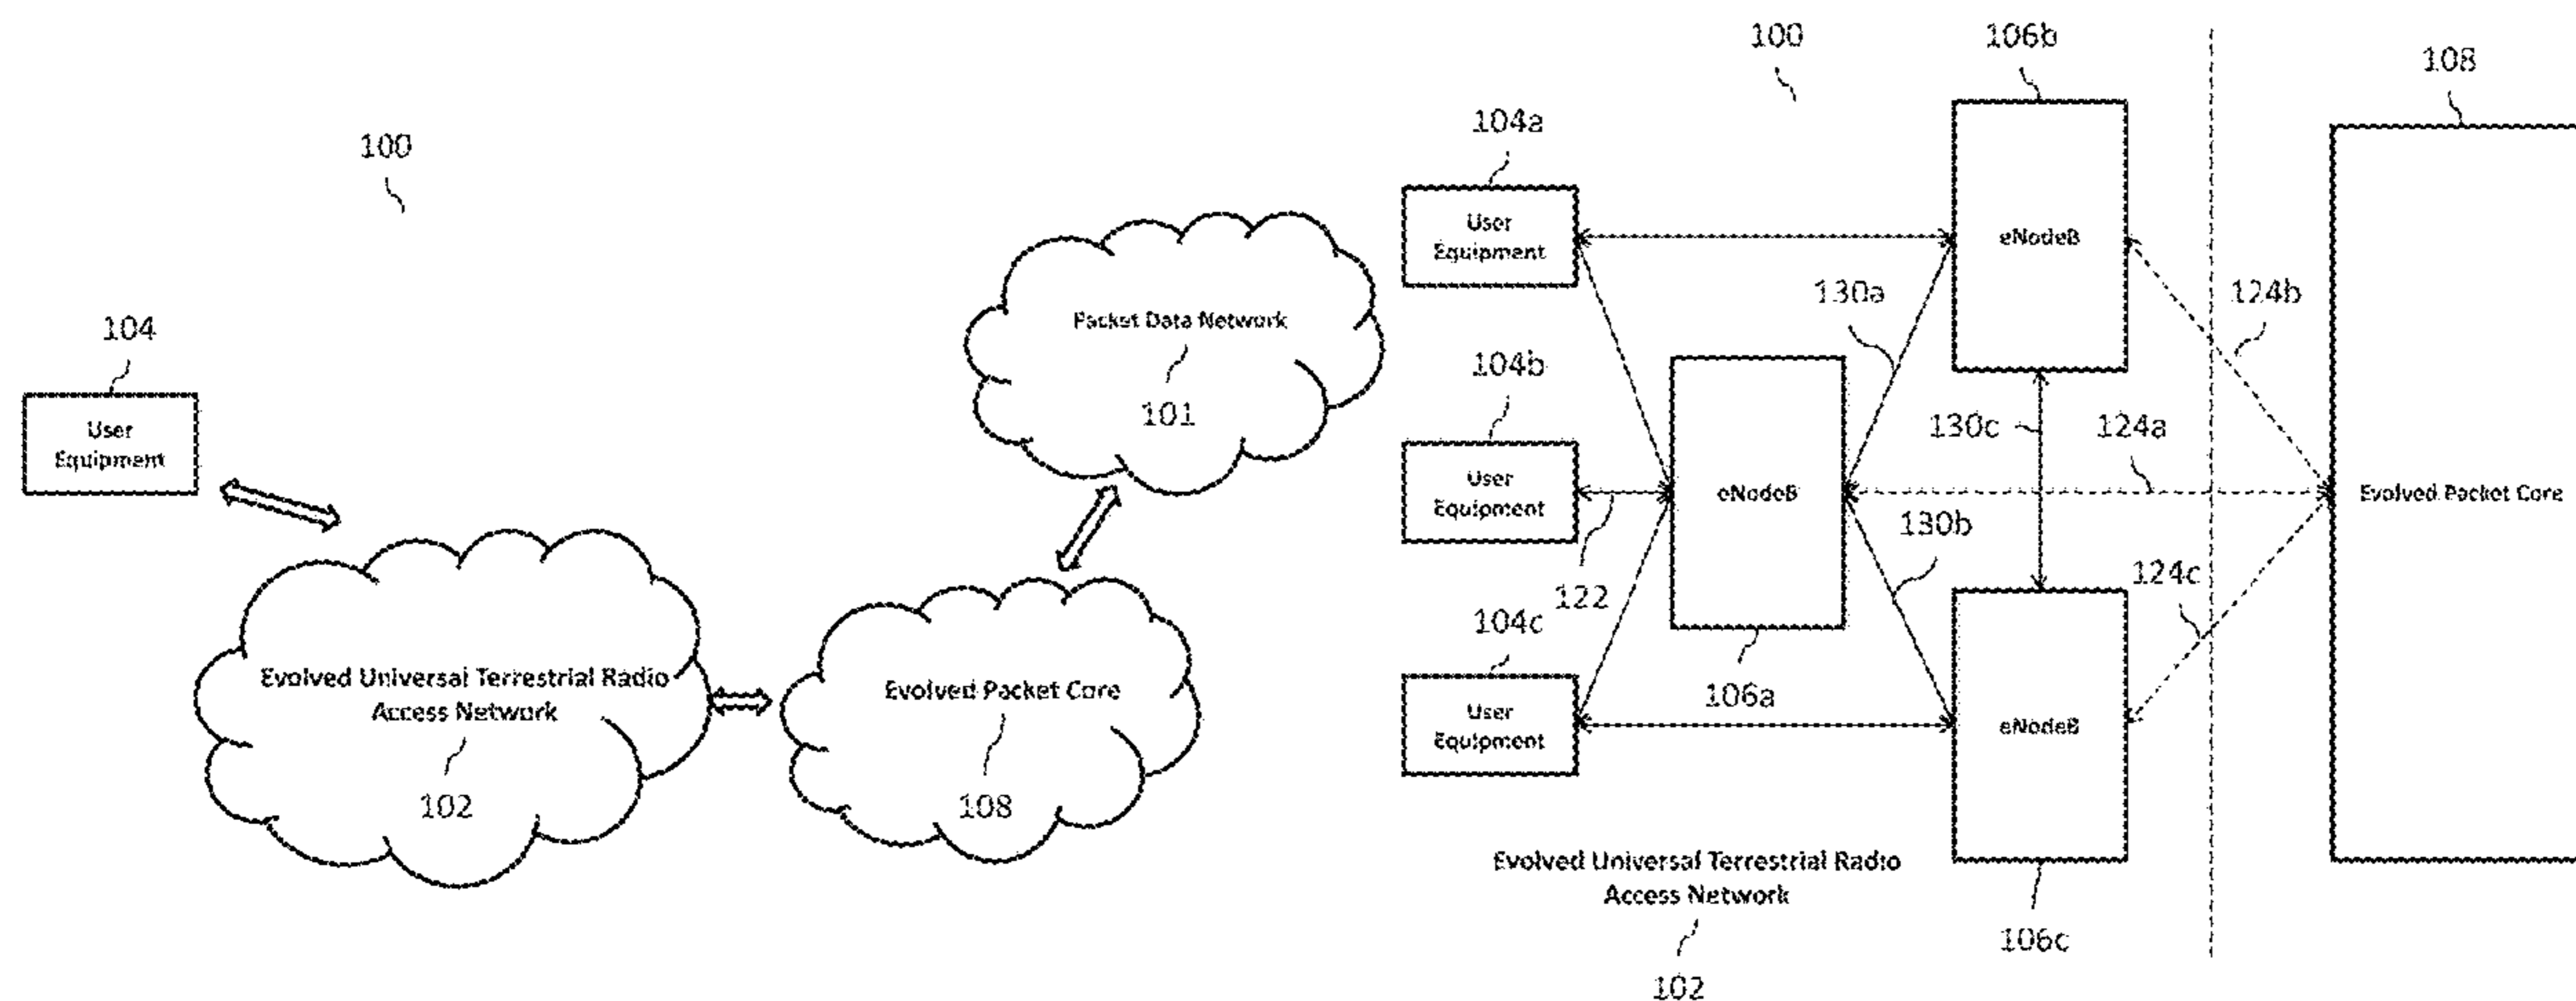 100
104
User
Equipment
Packet Data Network
101
Evolved Universal Terrestrial Radio
Access Network
102
Evolved Packet Core
108
100
106b
108
104a
User
Equipment
eNodeB
130a
124b
104b
User
Equipment
122
eNodeB
130c
124a
Evolved Packet Core
130b
124c
104c
User
Equipment
106a
eNodeB
Evolved Universal Terrestrial Radio
Access Network
102
106c